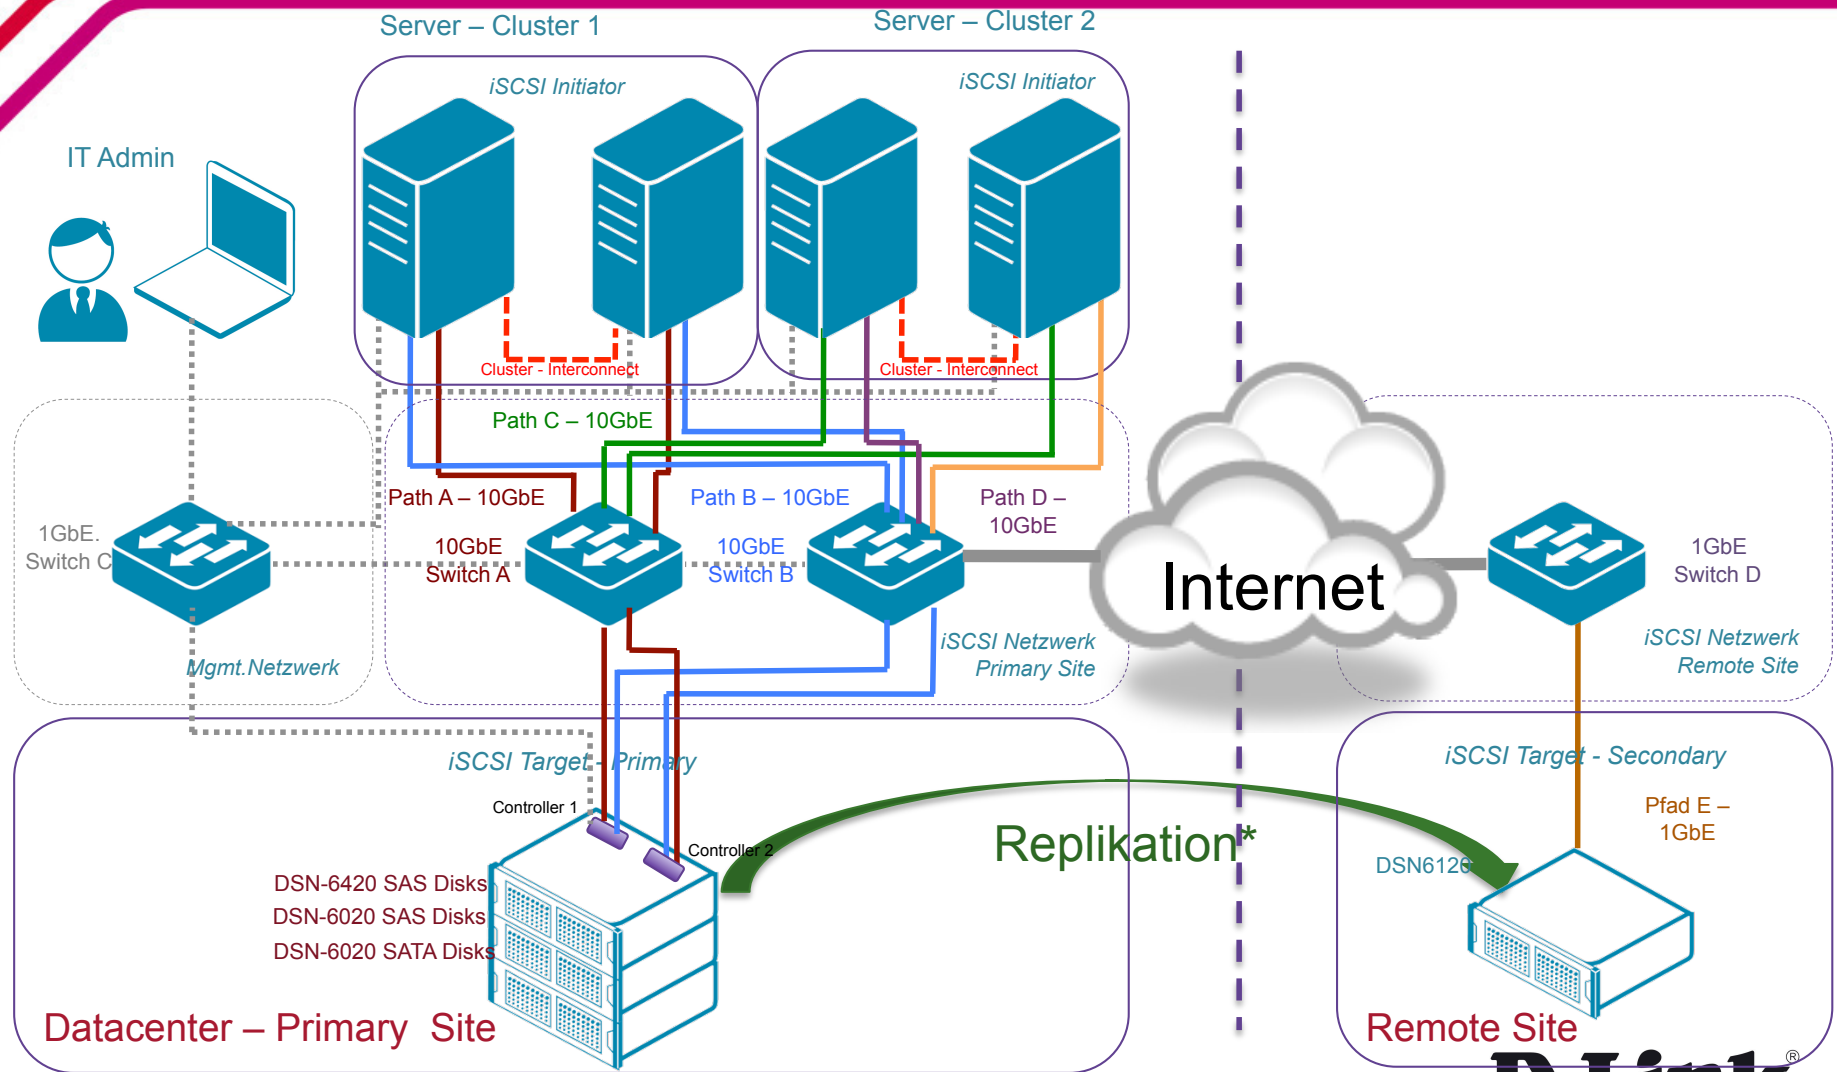 Server – Cluster 1
Server – Cluster 2
iSCSI Initiator
iSCSI Initiator
IT Admin
Cluster - Interconnect
Cluster - Interconnect
Path C – 10GbE
Path A – 10GbE
Path B – 10GbE
Path D –
10GbE
1GbE.
Switch C
10GbE
Switch A
10GbE
Switch B
Internet
1GbE
Switch D
Mgmt.Netzwerk
iSCSI Netzwerk
Primary Site
iSCSI Netzwerk
Remote Site
iSCSI Target - Primary
iSCSI Target - Secondary
Controller 1
Controller 2
Replikation*
Pfad E –
1GbE
DSN6120
DSN-6420 SAS Disks
DSN-6020 SAS Disks
DSN-6020 SATA Disks
Datacenter – Primary  Site
Remote Site
D-Link®